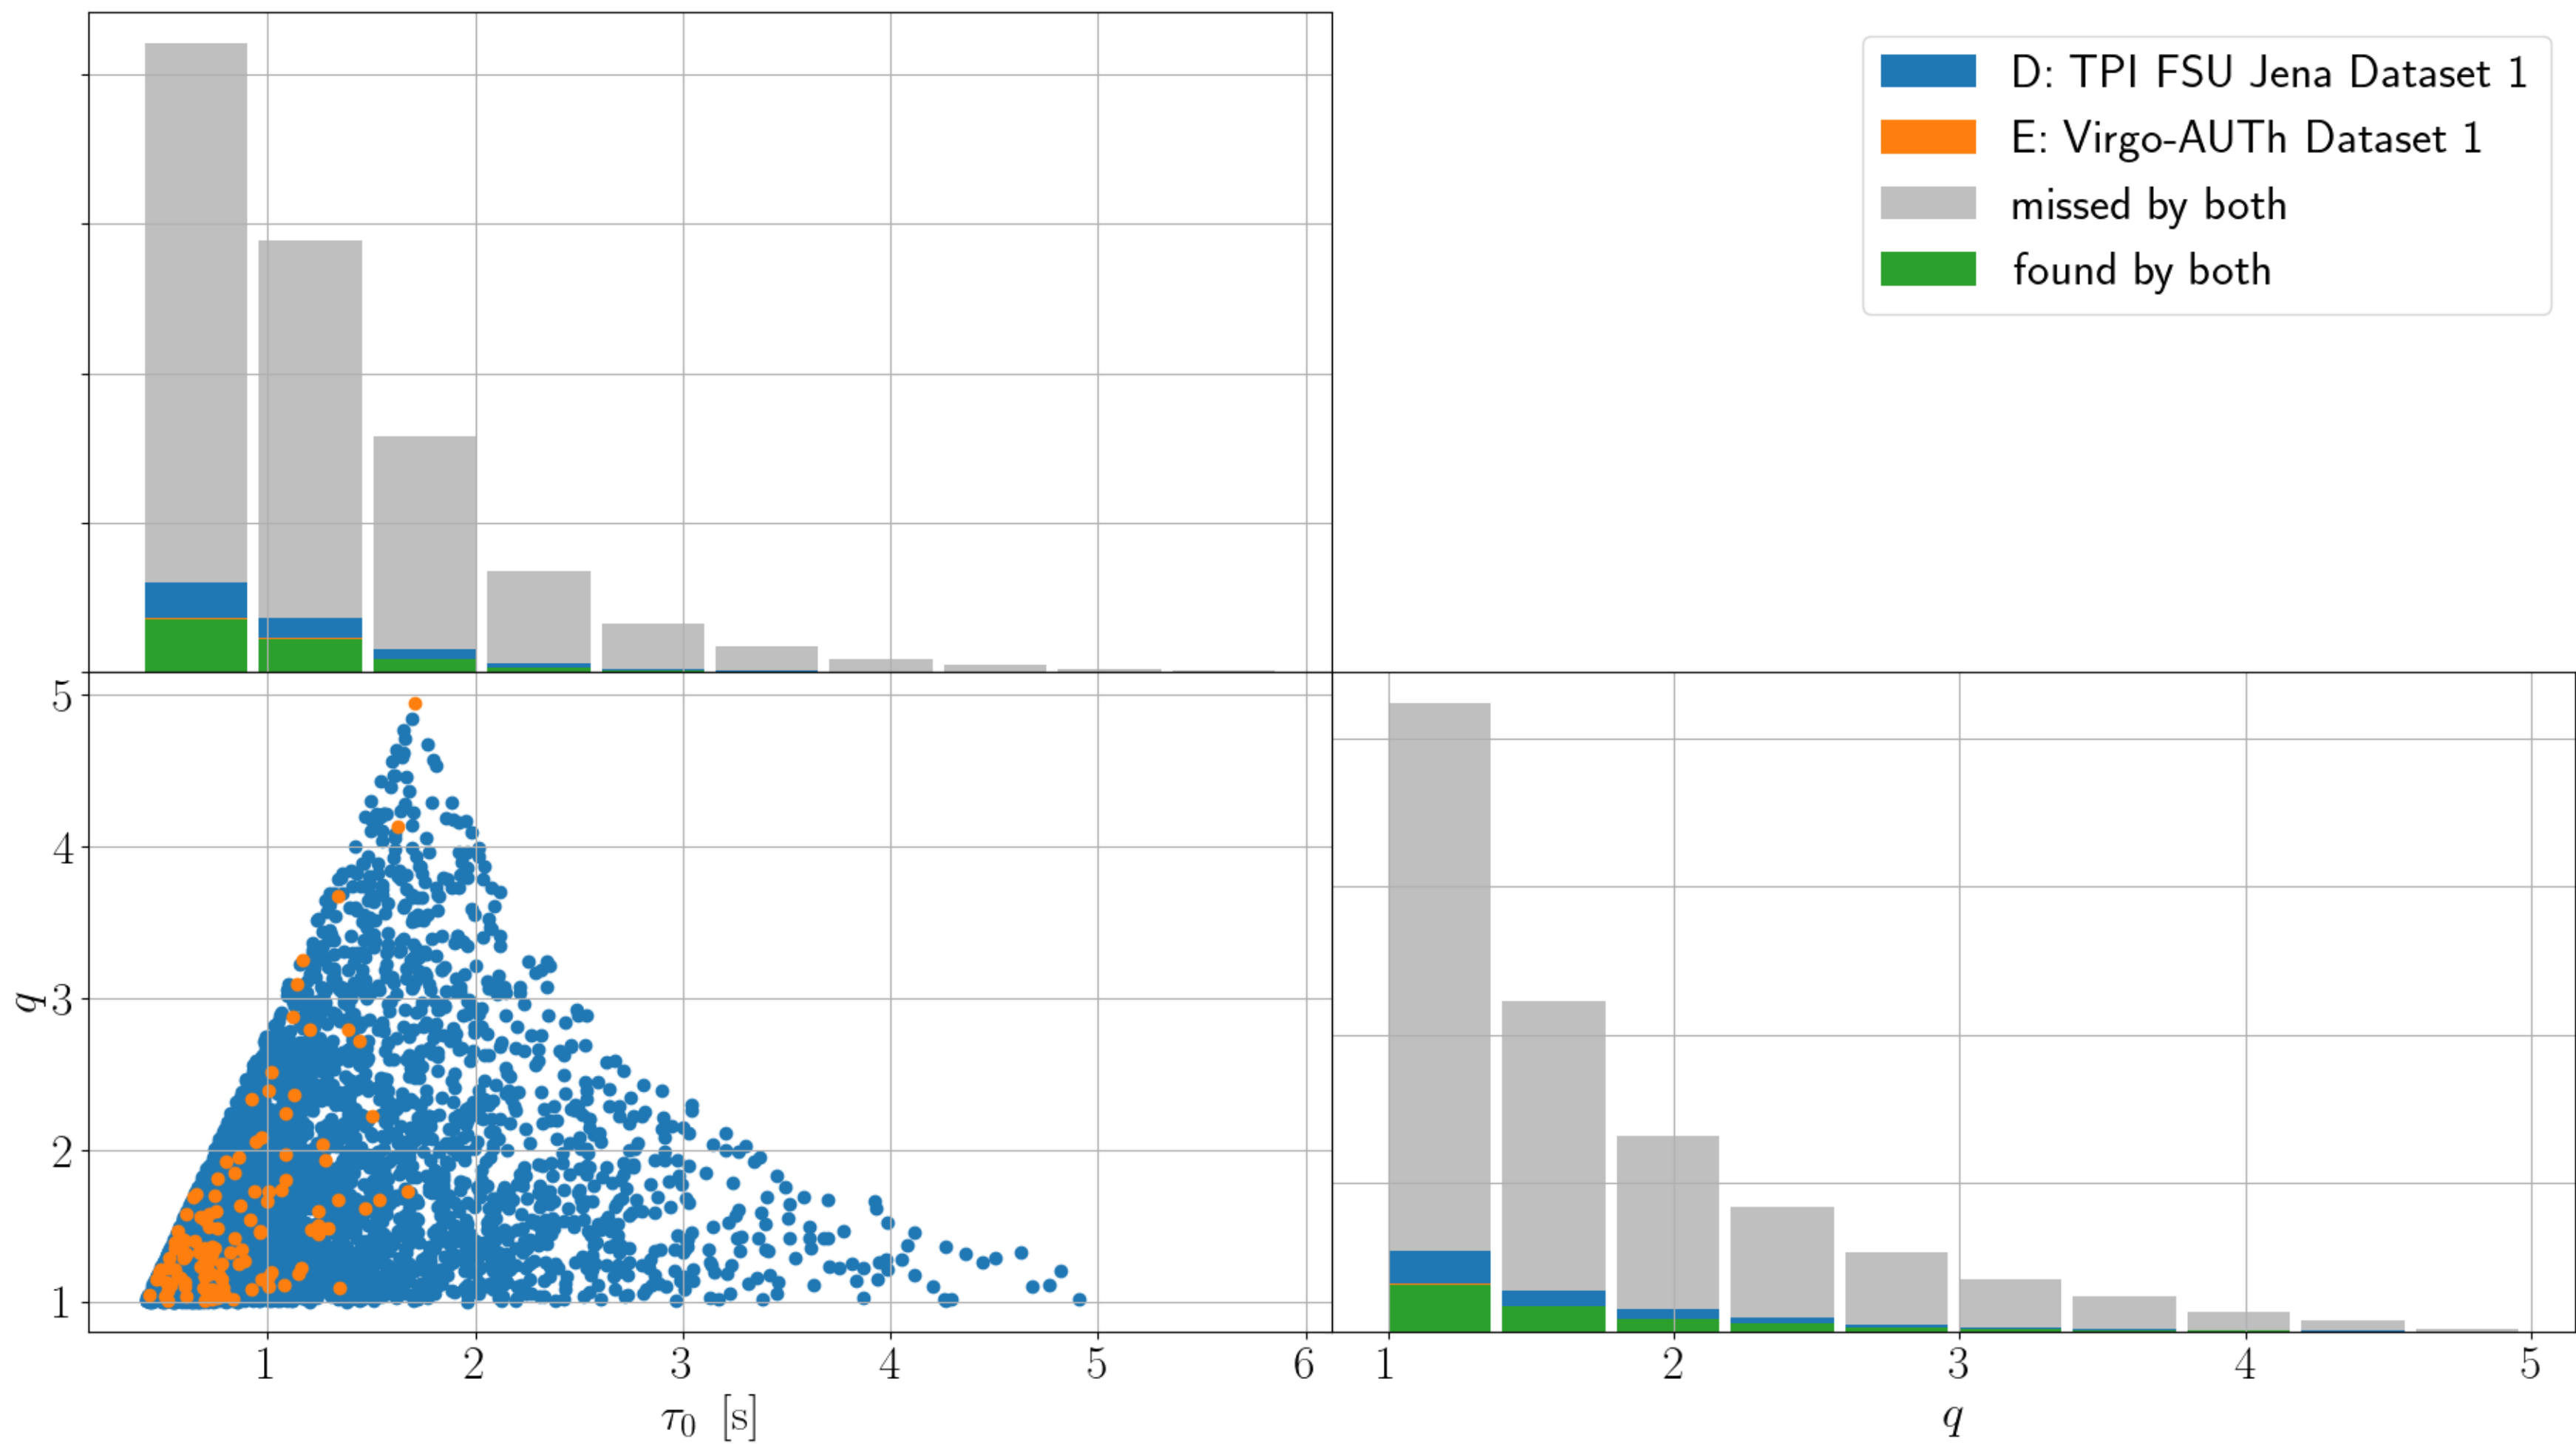 D: TPI FSU Jena Dataset 1
E: Virgo-AUTh Dataset 1
missed by both
found by both
5
4
3
2
1
q
1 2 3 4 5 6
τ₀ [s]
1 2 3 4 5
q